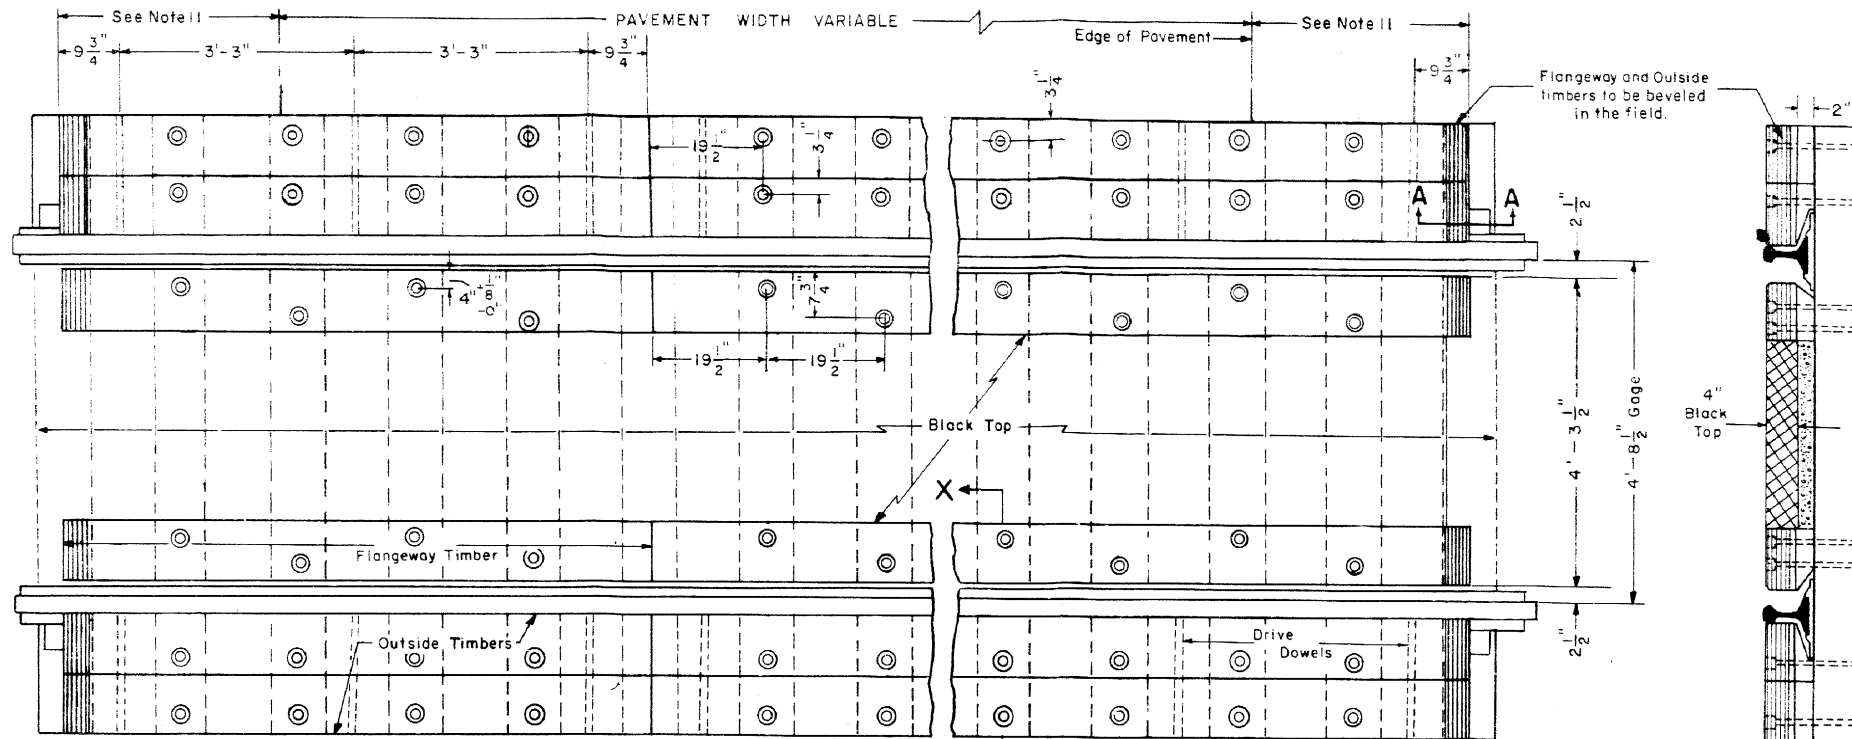 See Note 11
PAVEMENT WIDTH VARIABLE
See Note 11
Edge of Pavement
9 3/4"
3'-3"
3'-3"
9 3/4"
9 3/4"
3 1/4"
Flangeway and Outside
timbers to be beveled
in the field.
2"
19 1/2"
3 1/4"
A
A
2 1/2"
4" +1/8" -0"
7 3/4"
19 1/2"
19 1/2"
Black Top
4'-3 1/2"
4'-8 1/2" Gage
4"
Black
Top
X
Flangeway Timber
Outside Timbers
Drive
Dowels
2 1/2"